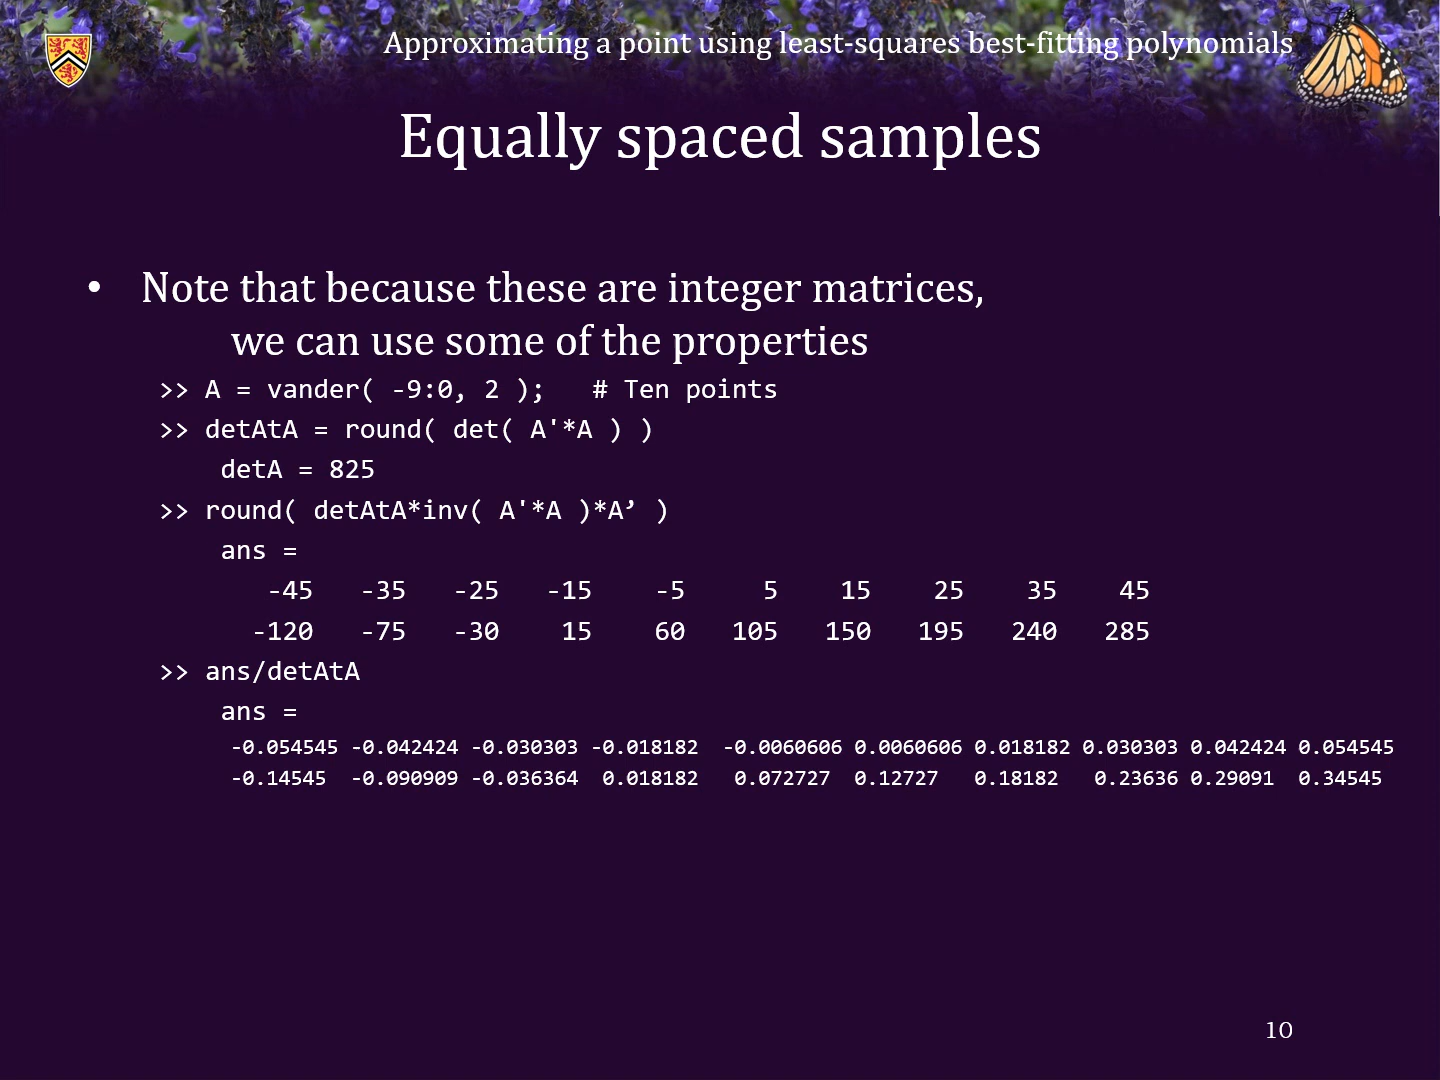 Approximating a point using least-squares best-fitting polynomials
Equally spaced samples
• Note that because these are integer matrices,
we can use some of the properties
>> A = vander( -9:0, 2 );   # Ten points
>> detAtA = round( det( A'*A ) )
detA = 825
>> round( detAtA*inv( A'*A )*A’ )
ans =
-45 -35 -25 -15 -5 5 15 25 35 45
-120 -75 -30 15 60 105 150 195 240 285
>> ans/detAtA
ans =
-0.054545 -0.042424 -0.030303 -0.018182 -0.0060606 0.0060606 0.018182 0.030303 0.042424 0.054545
-0.14545 -0.090909 -0.036364 0.018182 0.072727 0.12727 0.18182 0.23636 0.29091 0.34545
10